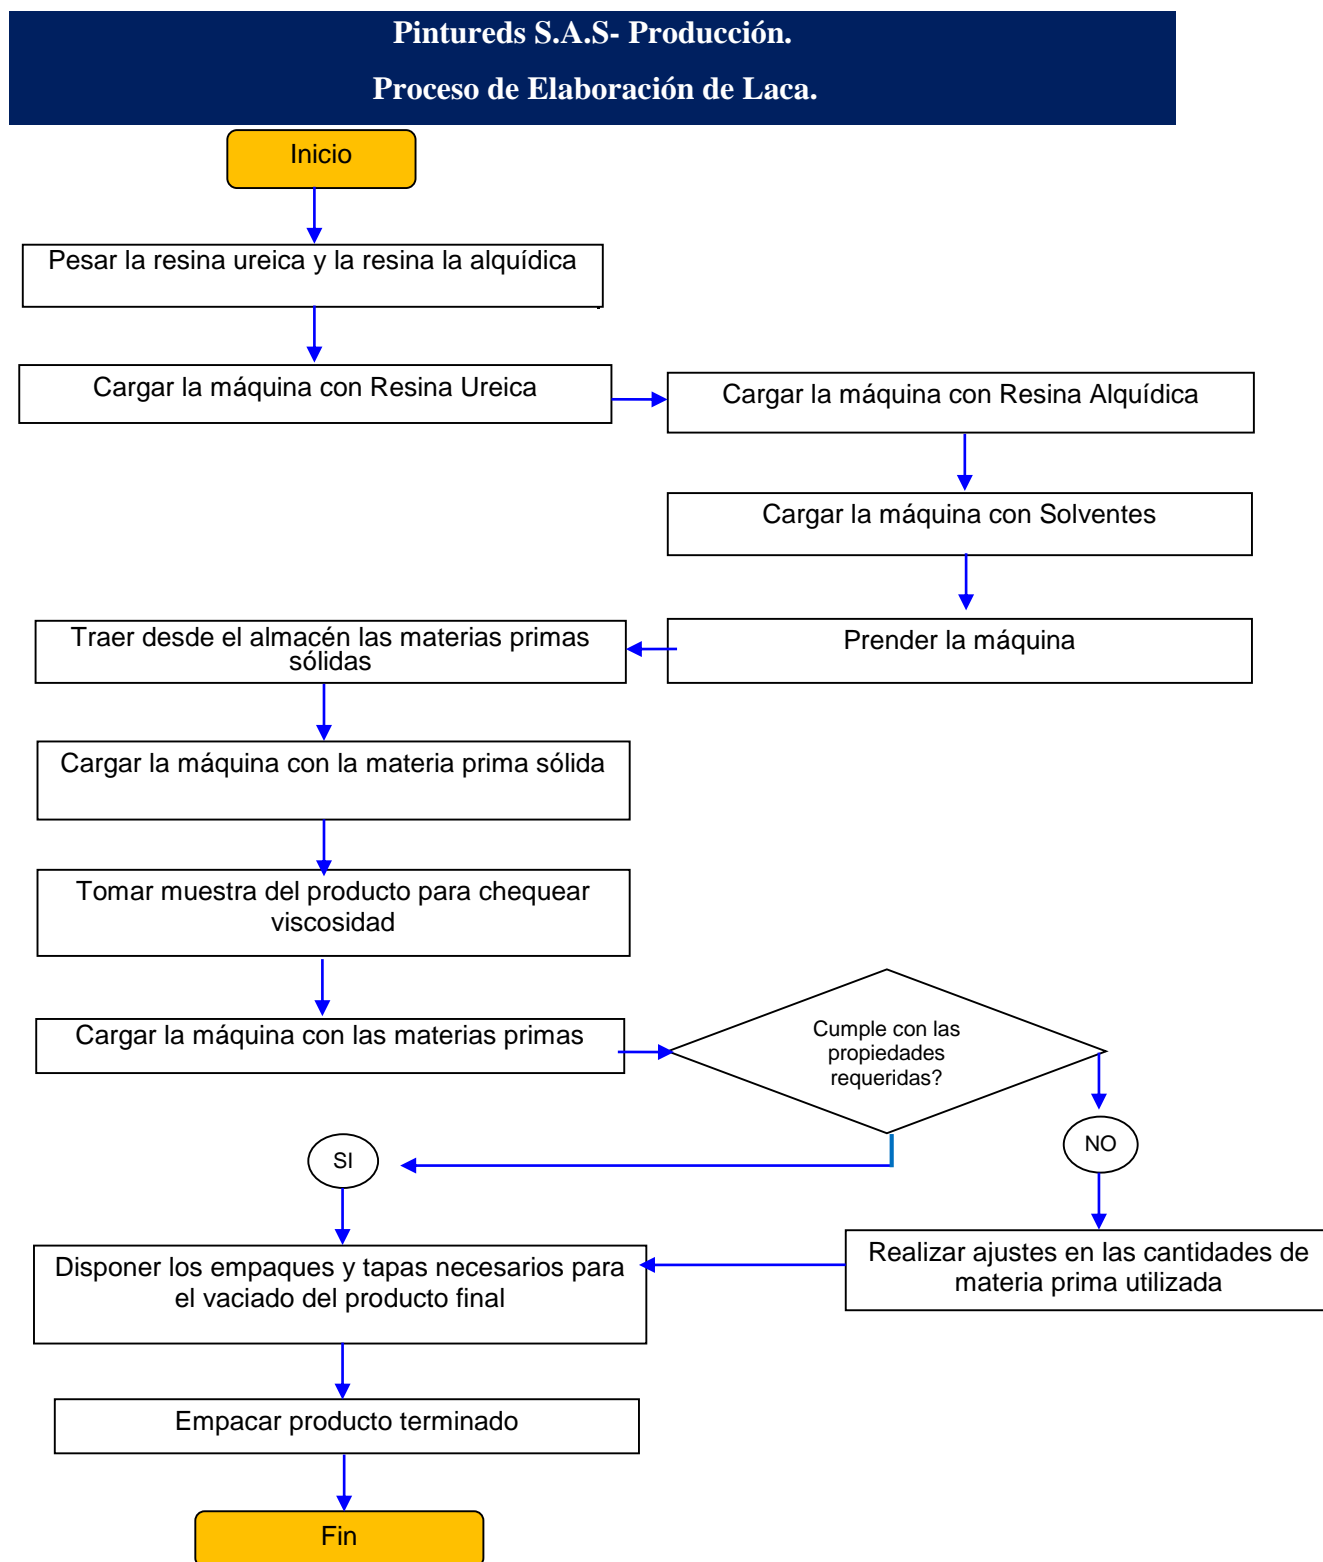 Pintureds S.A.S- Producción.
Proceso de Elaboración de Laca.
Inicio
Pesar la resina ureica y la resina la alquídica
Cargar la máquina con Resina Ureica
Cargar la máquina con Resina Alquídica
Cargar la máquina con Solventes
Prender la máquina
Traer desde el almacén las materias primas
sólidas
Cargar la máquina con la materia prima sólida
Tomar muestra del producto para chequear
viscosidad
Cargar la máquina con las materias primas
Cumple con las
propiedades
requeridas?
SI
NO
Realizar ajustes en las cantidades de
materia prima utilizada
Disponer los empaques y tapas necesarios para
el vaciado del producto final
Empacar producto terminado
Fin